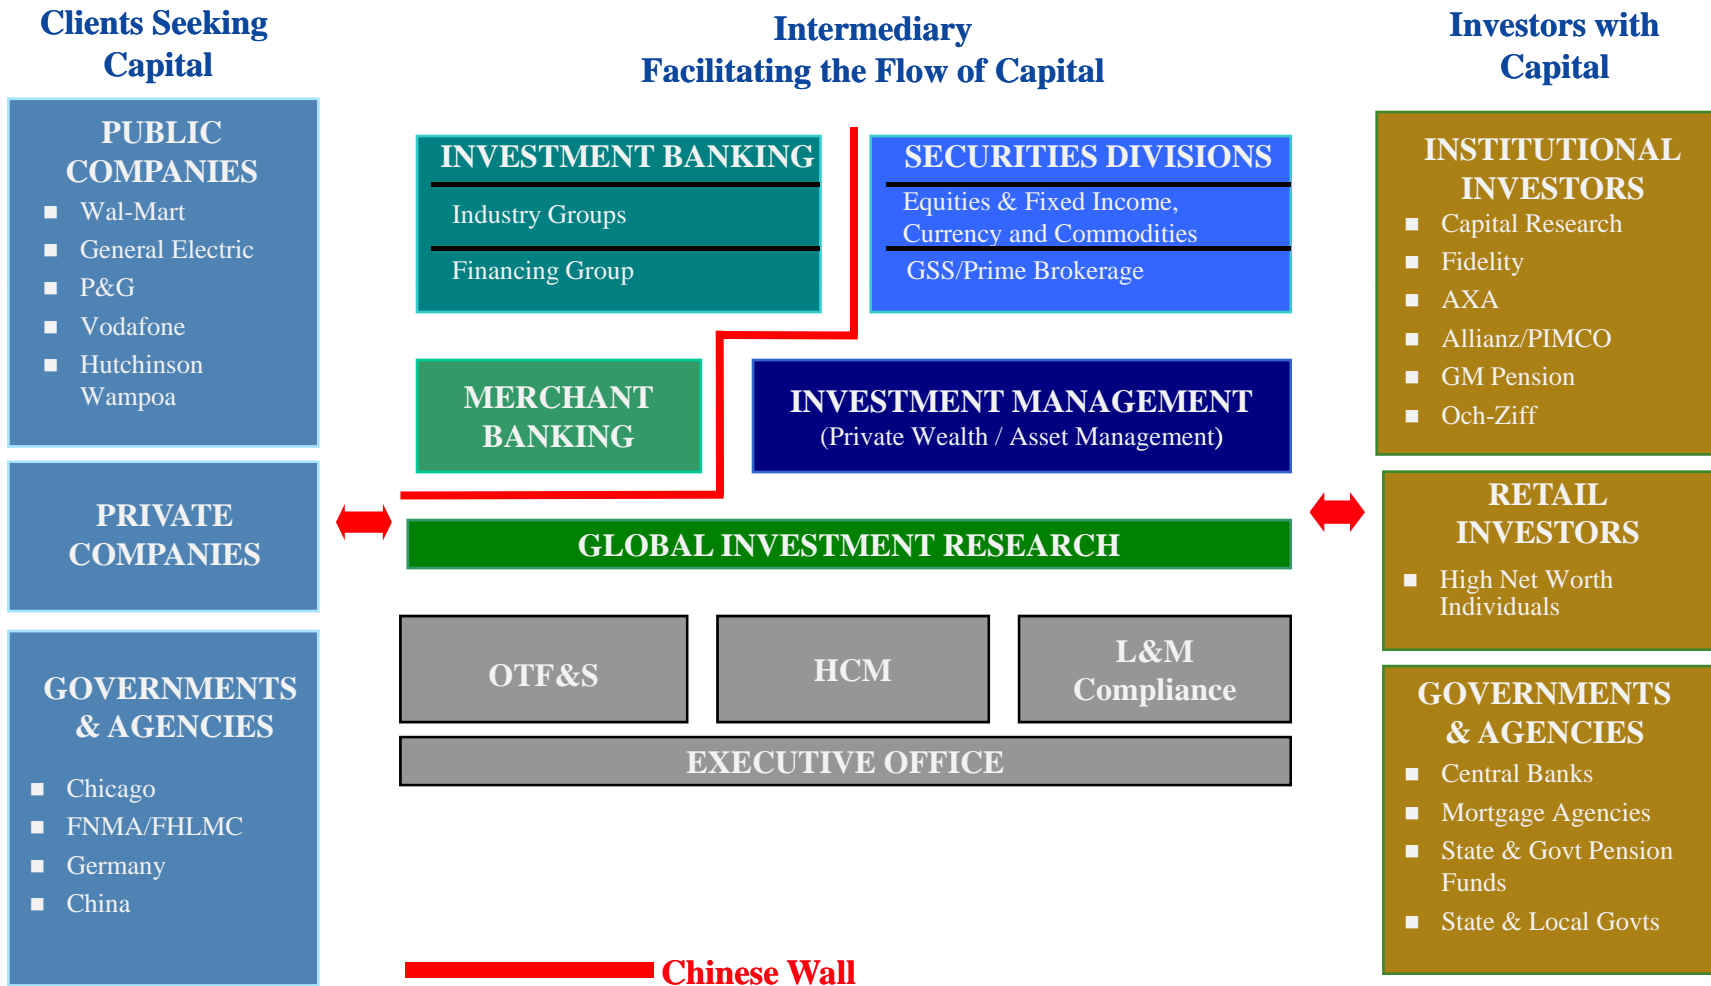 Clients Seeking
Capital
PUBLIC
COMPANIES
Wal-Mart
General Electric
P&G
Vodafone
Hutchinson
Wampoa
PRIVATE
COMPANIES
GOVERNMENTS
& AGENCIES
Chicago
FNMA/FHLMC
Germany
China
Intermediary
Facilitating the Flow of Capital
INVESTMENT BANKING
Industry Groups
Financing Group
SECURITIES DIVISIONS
Equities & Fixed Income,
Currency and Commodities
GSS/Prime Brokerage
MERCHANT
BANKING
INVESTMENT MANAGEMENT
(Private Wealth / Asset Management)
GLOBAL INVESTMENT RESEARCH
OTF&S
HCM
L&M
Compliance
EXECUTIVE OFFICE
Chinese Wall
Investors with
Capital
INSTITUTIONAL
INVESTORS
Capital Research
Fidelity
AXA
Allianz/PIMCO
GM Pension
Och-Ziff
RETAIL
INVESTORS
High Net Worth
Individuals
GOVERNMENTS
& AGENCIES
Central Banks
Mortgage Agencies
State & Govt Pension
Funds
State & Local Govts